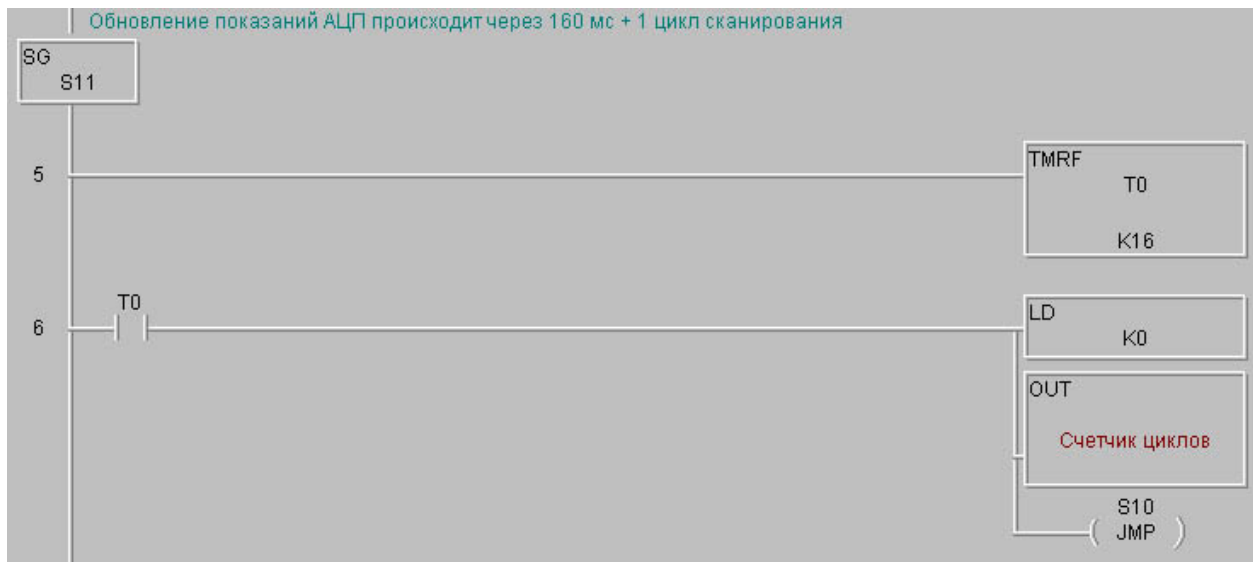 Обновление показаний АЦП происходит через 160 мс + 1 цикл сканирования
SG
S11
5
TMRF
T0
K16
6
T0
LD
K0
OUT
Счетчик циклов
S10
( JMP )